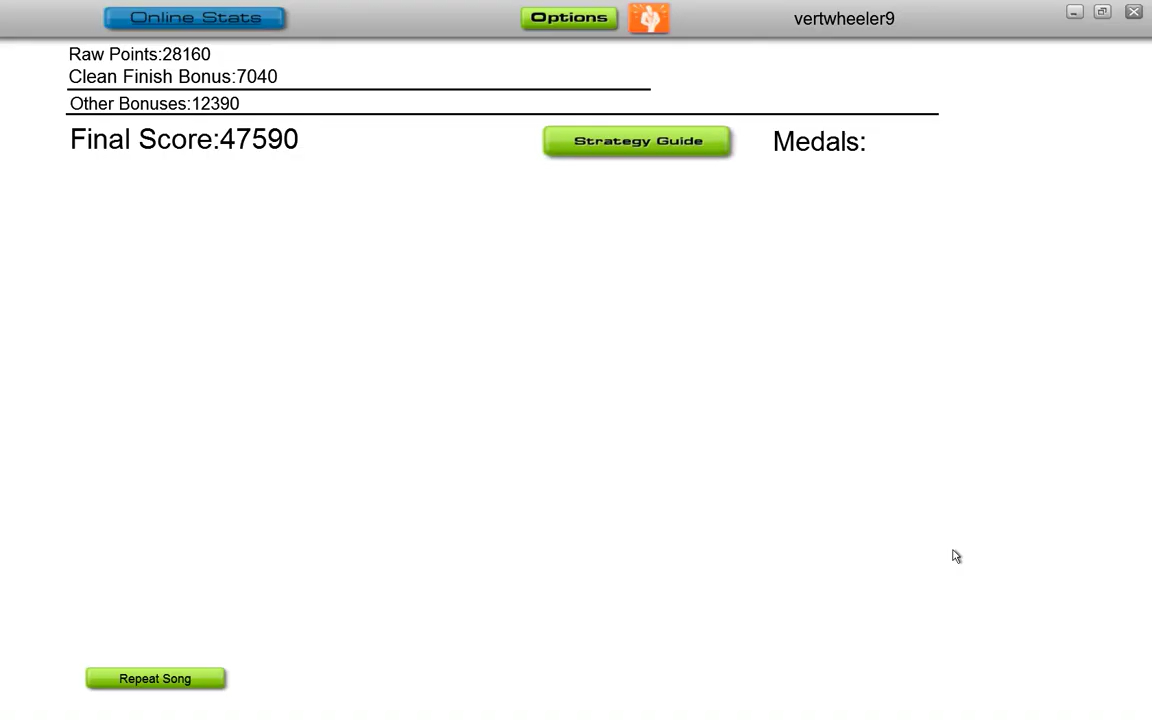 Online Stats
Options
vertwheeler9
Raw Points:28160
Clean Finish Bonus:7040
Other Bonuses:12390
Final Score:47590
Strategy Guide
Medals:
Repeat Song